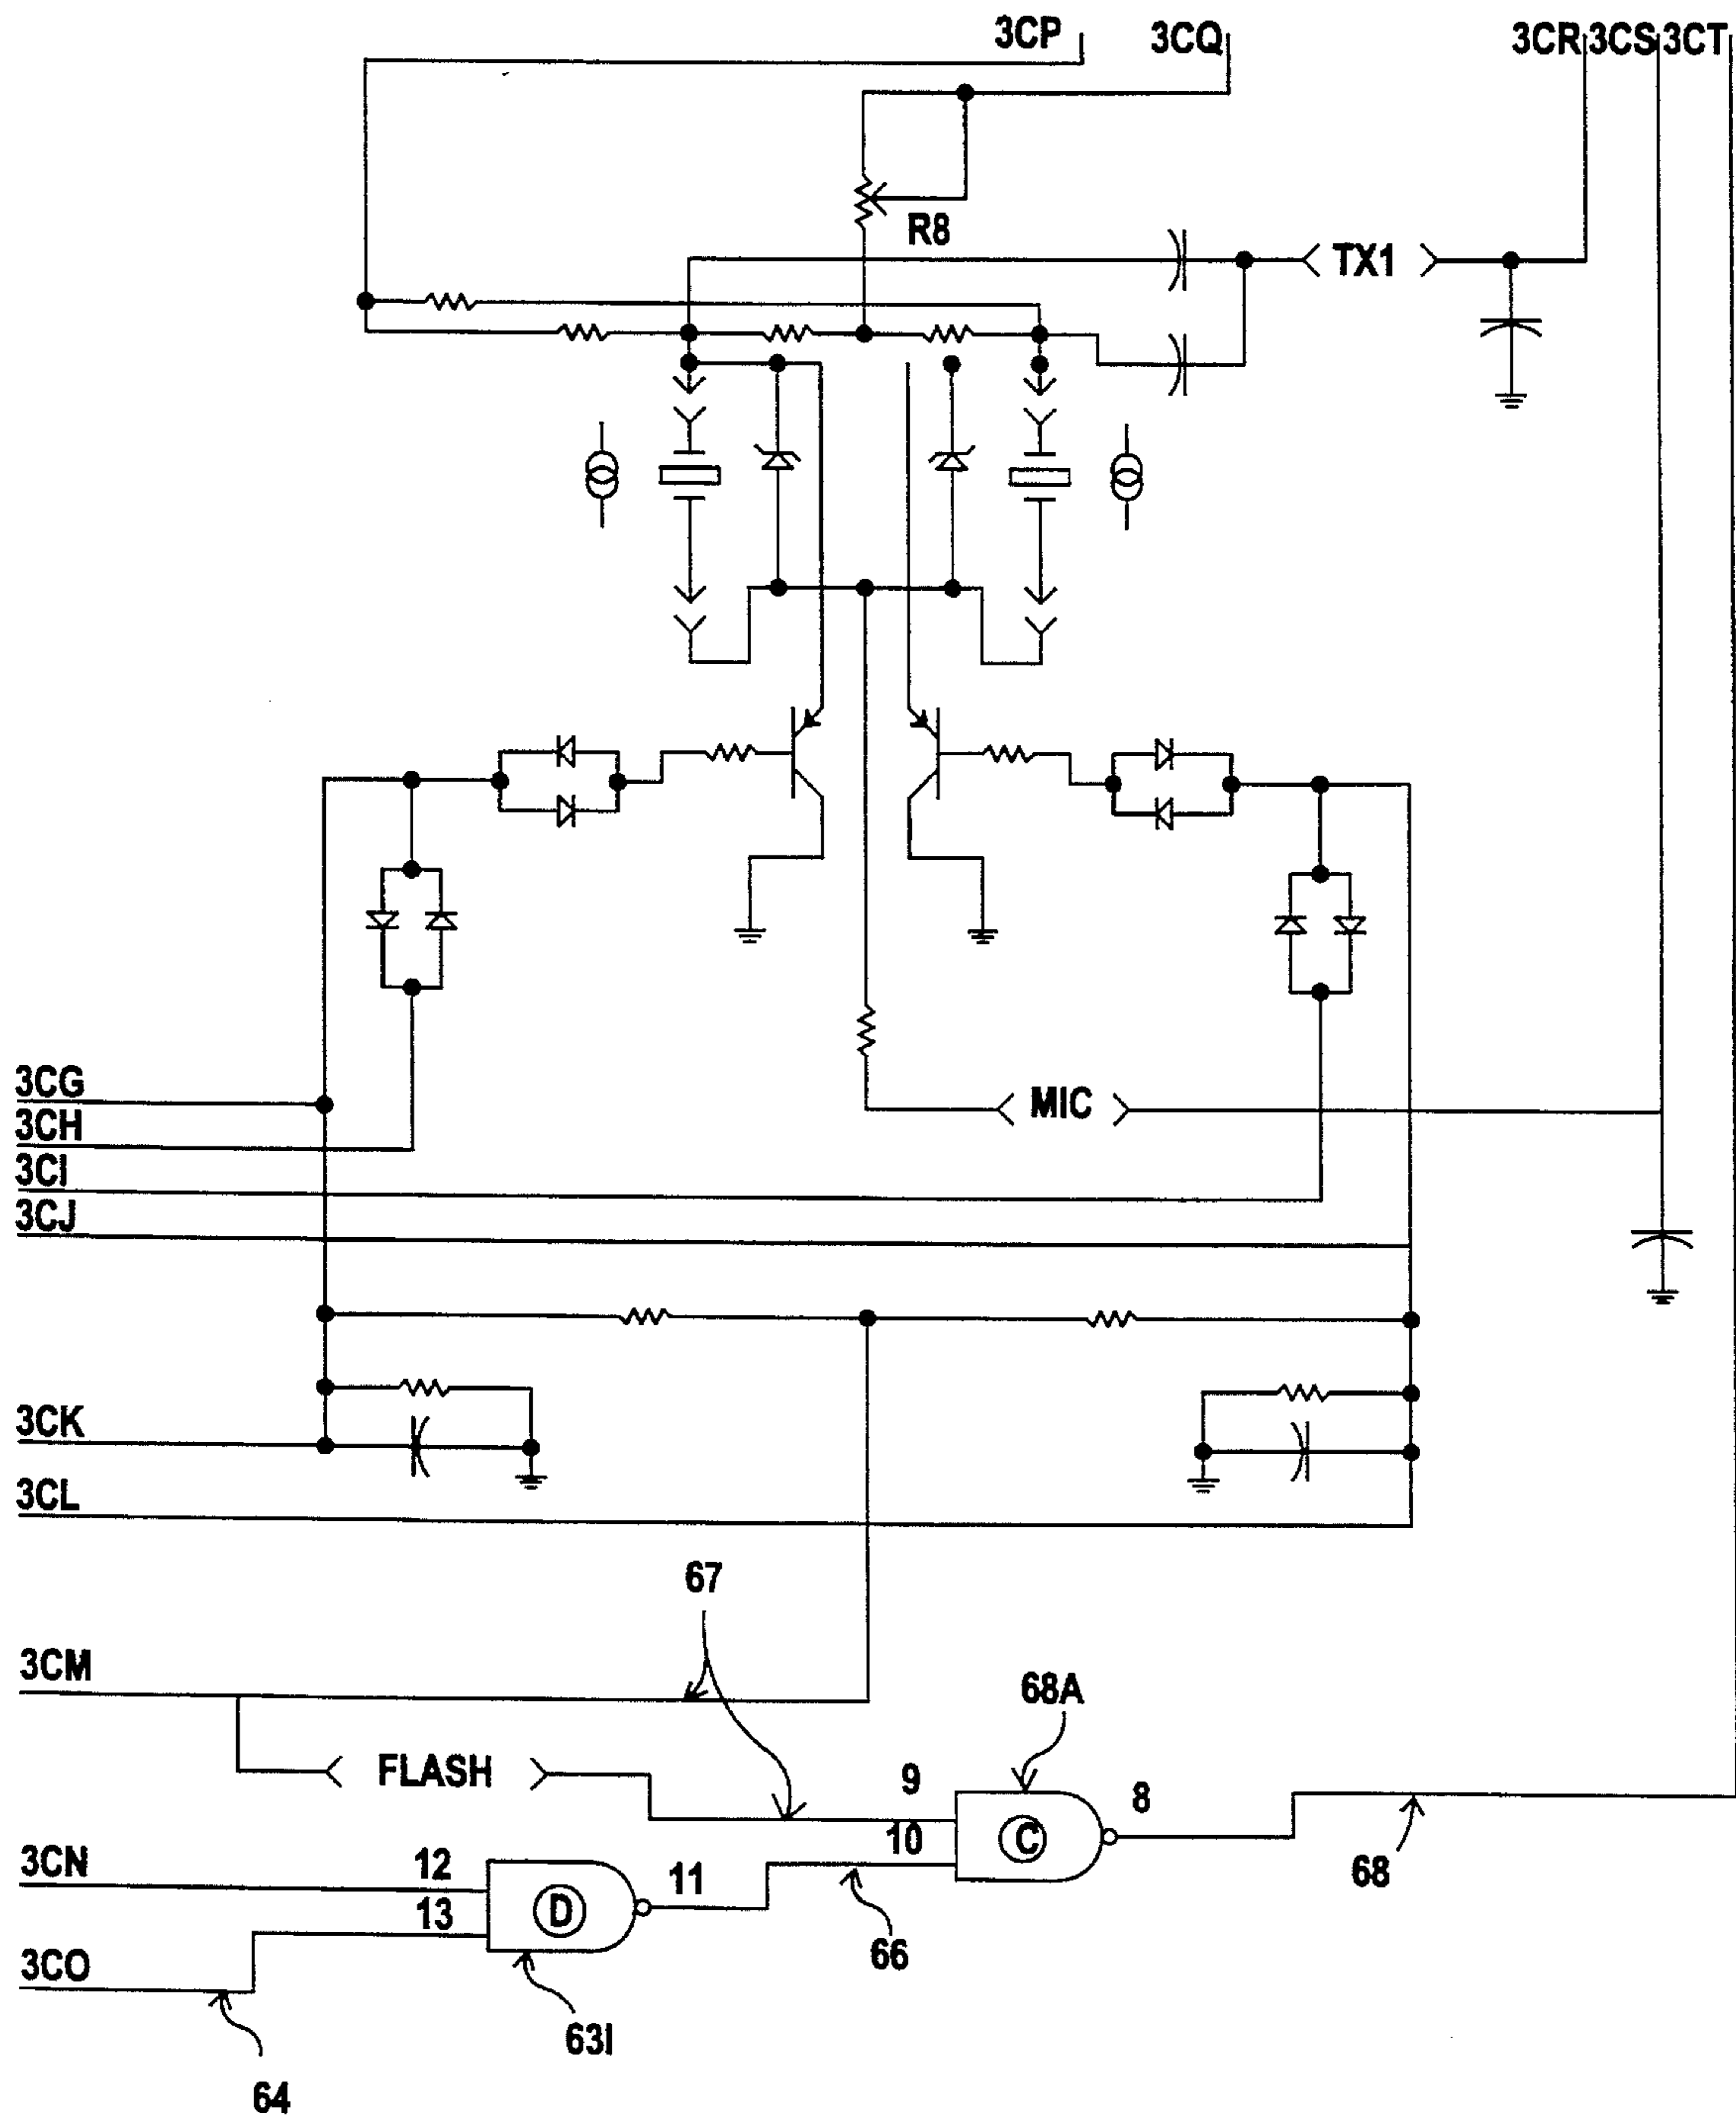 3CP
3CQ
3CR
3CS
3CT
R8
TX1
3CG
3CH
MIC
3CI
3CJ
3CK
3CL
67
3CM
68A
FLASH
9
8
10
C
3CN
12
11
68
13
D
66
3CO
63I
64